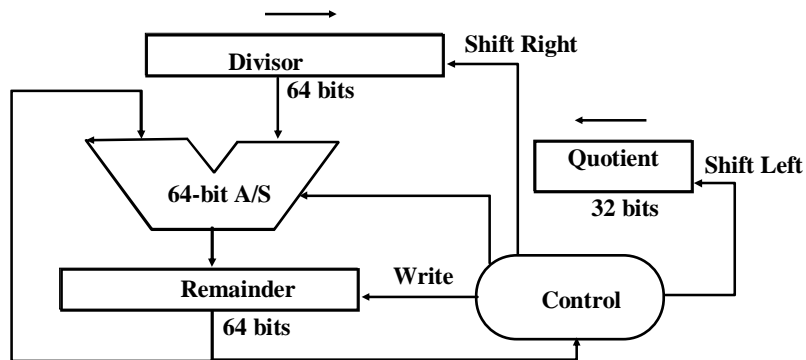 Shift Right
Divisor
64 bits
Quotient
Shift Left
64-bit A/S
32 bits
Write
Remainder
Control
64 bits